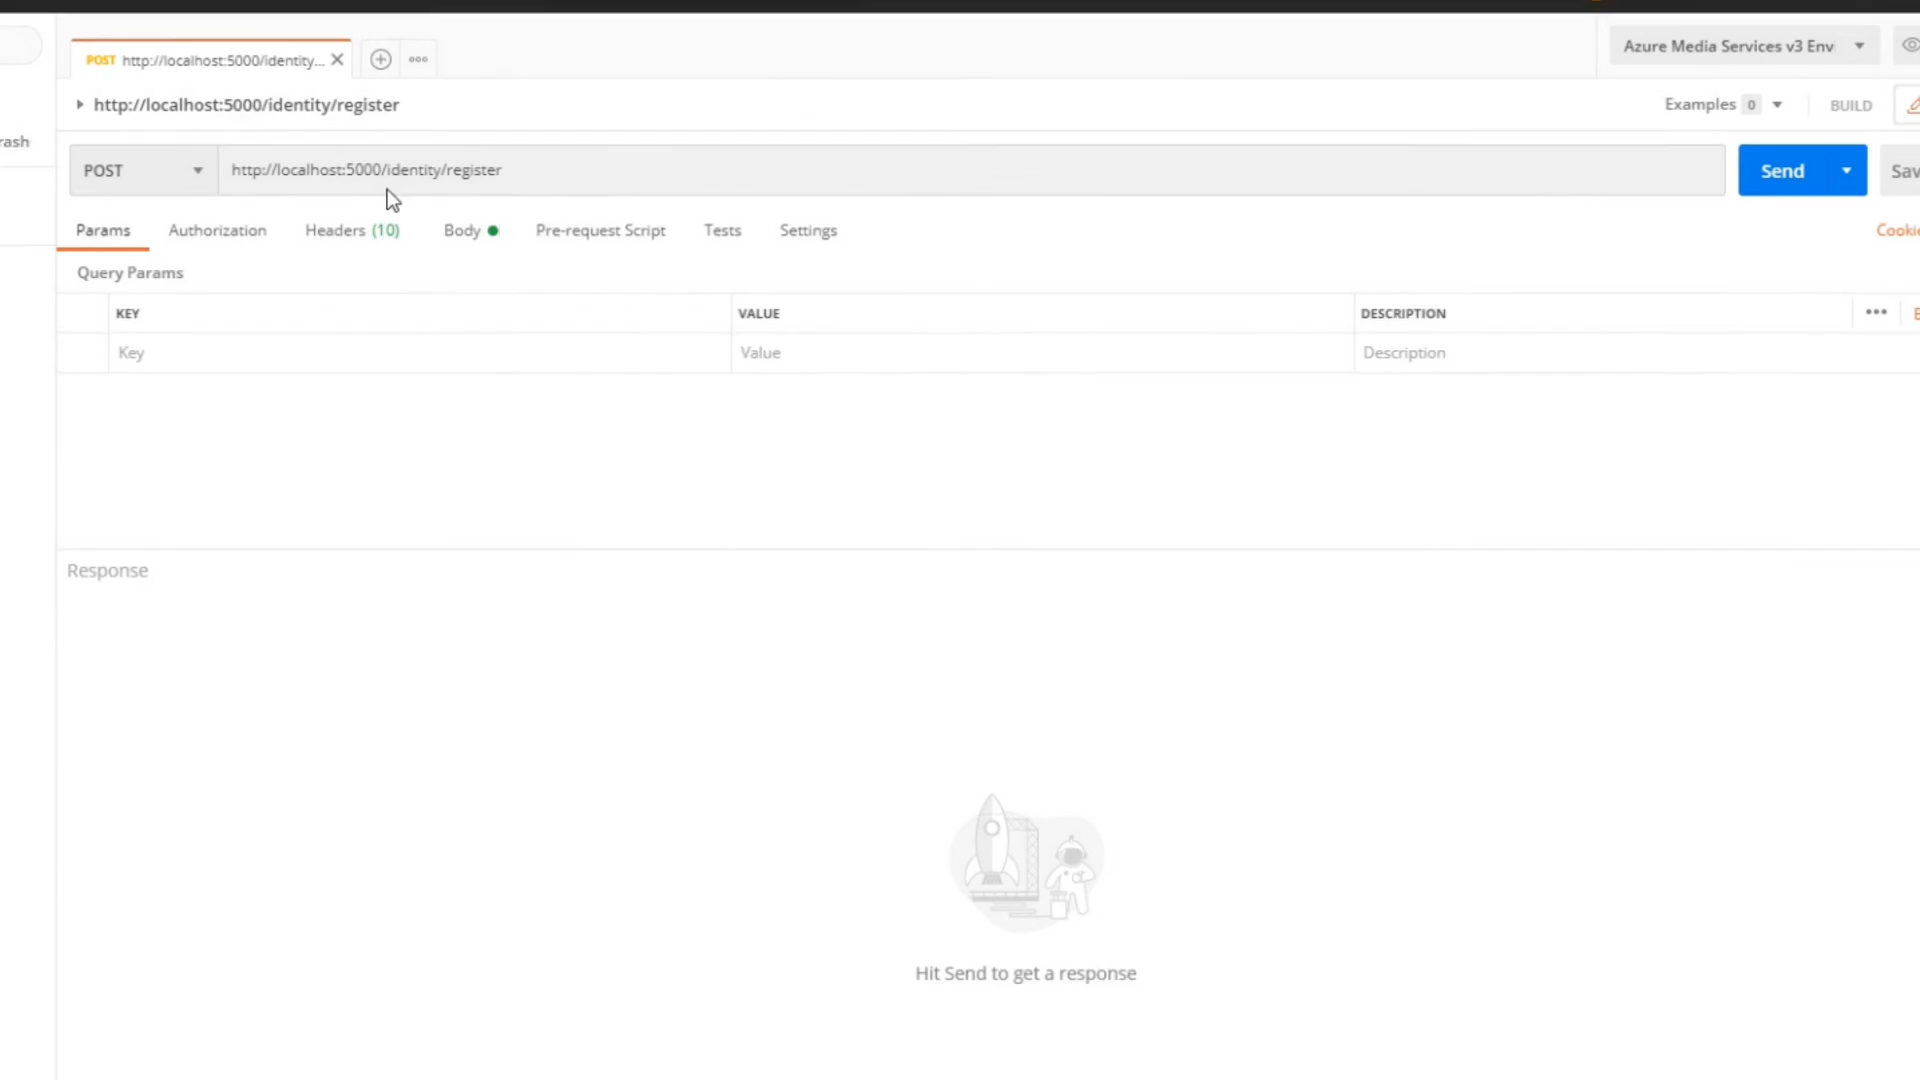 POST http://localhost:5000/identity...
Azure Media Services v3 Env
http://localhost:5000/identity/register
Examples 0
BUILD
rash
POST
http://localhost:5000/identity/register
Send
Sav
Params
Authorization
Headers (10)
Body
Pre-request Script
Tests
Settings
Cookie
Query Params
KEY
VALUE
DESCRIPTION
Key
Value
Description
Response
Hit Send to get a response